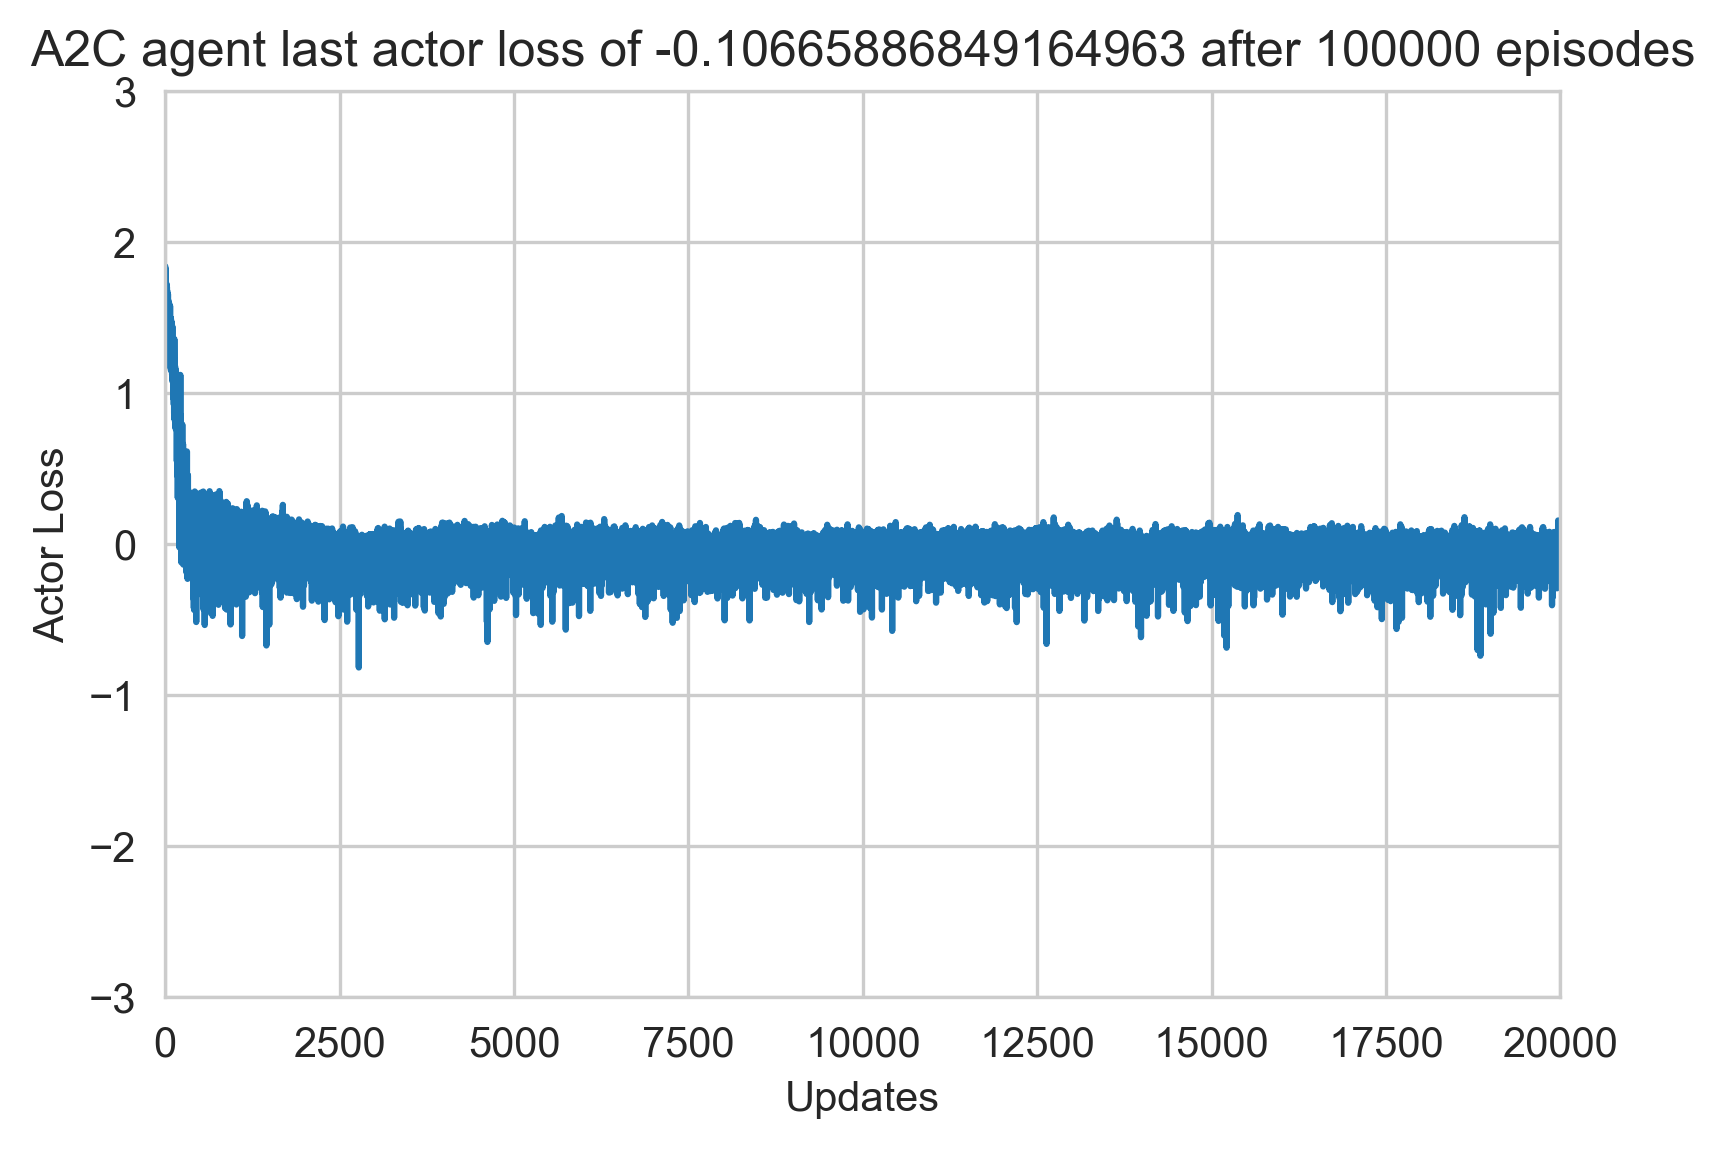 A2C agent last actor loss of -0.10665886849164963 after 100000 episodes
3
2
1
0
−1
−2
−3
Actor Loss
0 2500 5000 7500 10000 12500 15000 17500 20000
Updates